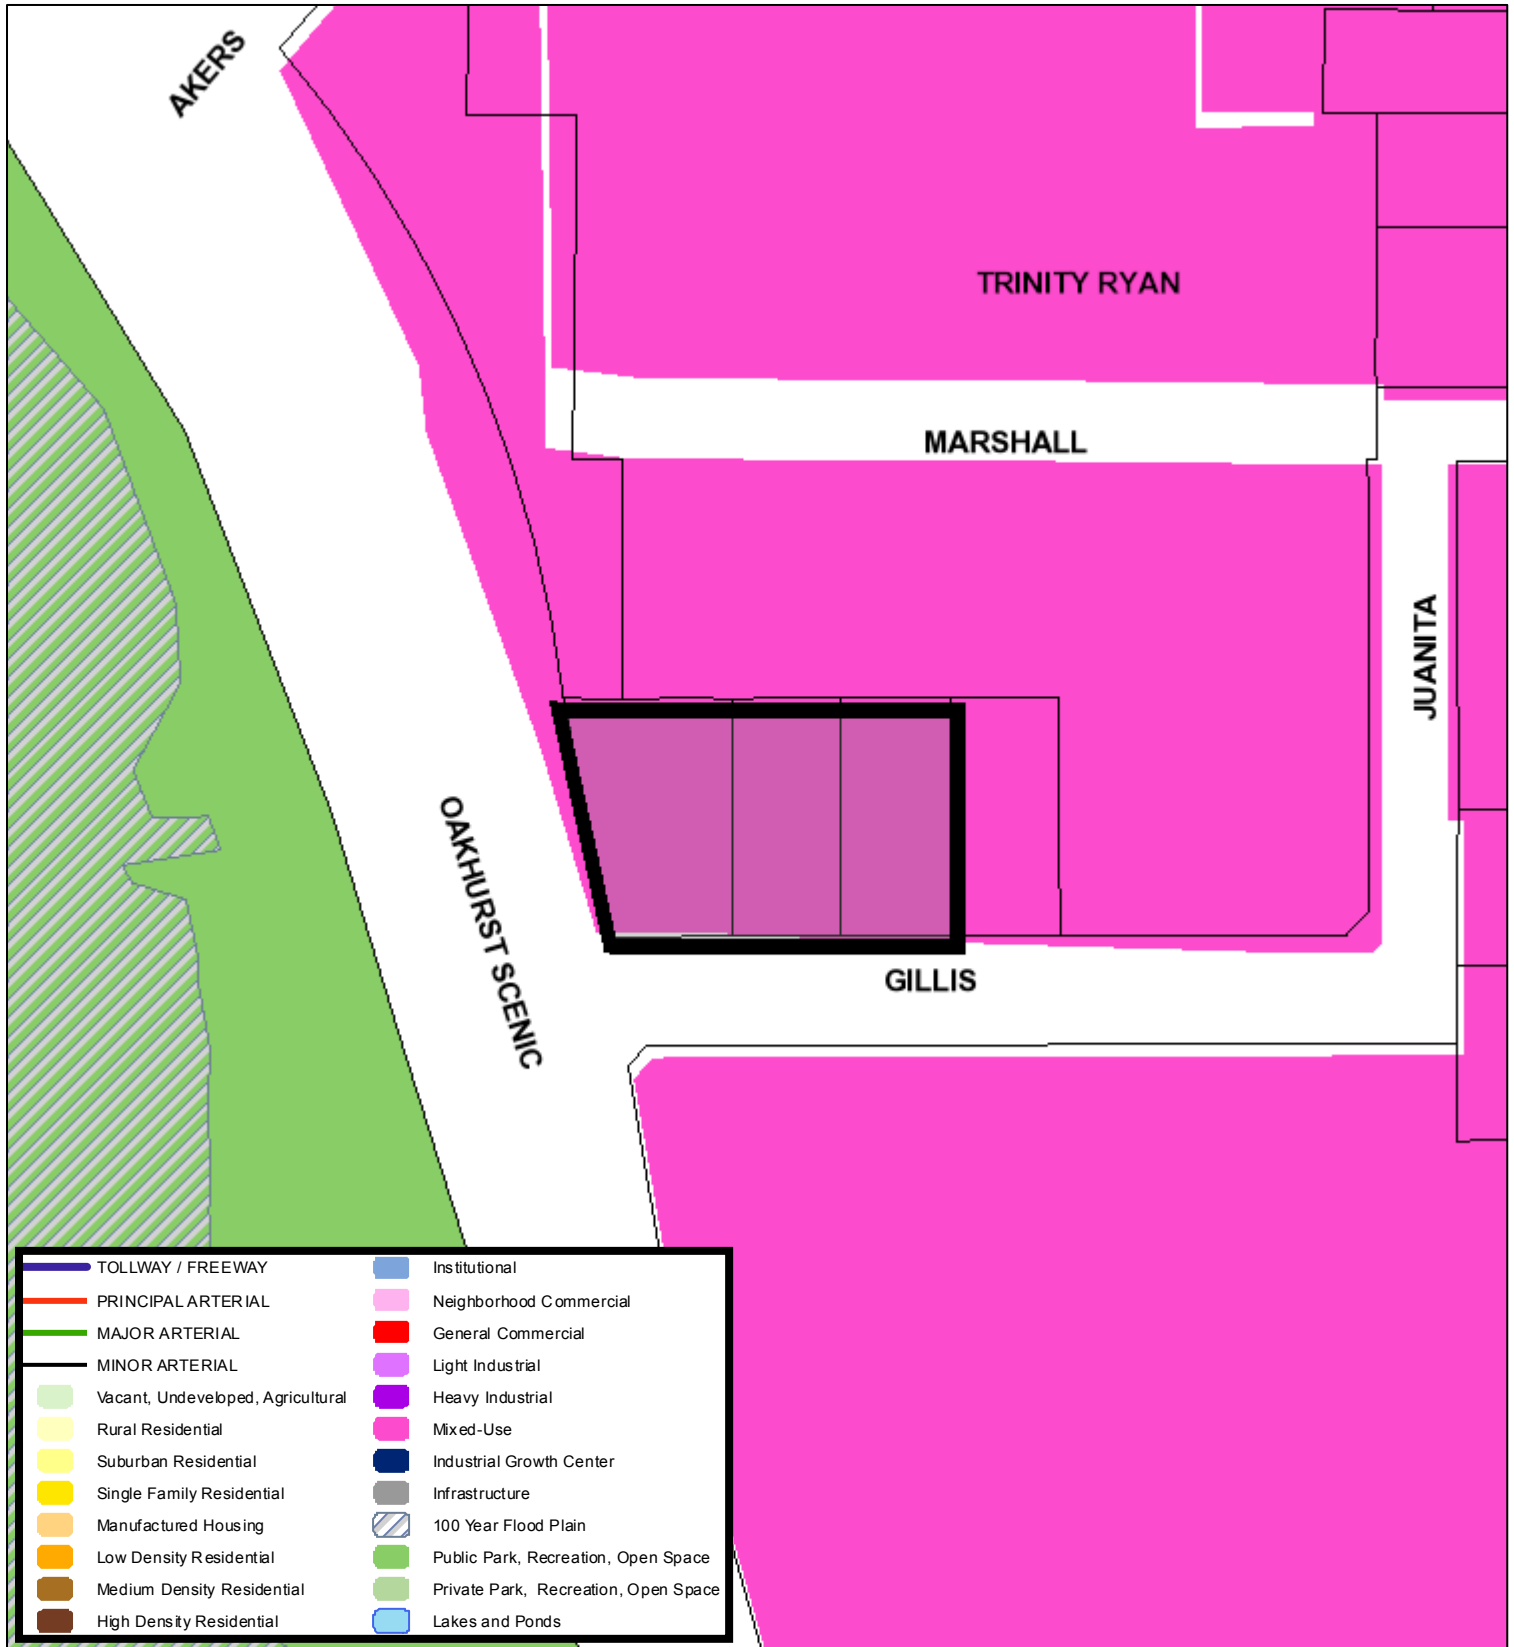 AKERS
TRINITY RYAN
MARSHALL
JUANITA
OAKHURST SCENIC
GILLIS
TOLLWAY / FREEWAY
PRINCIPAL ARTERIAL
MAJOR ARTERIAL
MINOR ARTERIAL
Vacant, Undeveloped, Agricultural
Rural Residential
Suburban Residential
Single Family Residential
Manufactured Housing
Low Density Residential
Medium Density Residential
High Density Residential
Institutional
Neighborhood Commercial
General Commercial
Light Industrial
Heavy Industrial
Mixed-Use
Industrial Growth Center
Infrastructure
100 Year Flood Plain
Public Park, Recreation, Open Space
Private Park, Recreation, Open Space
Lakes and Ponds